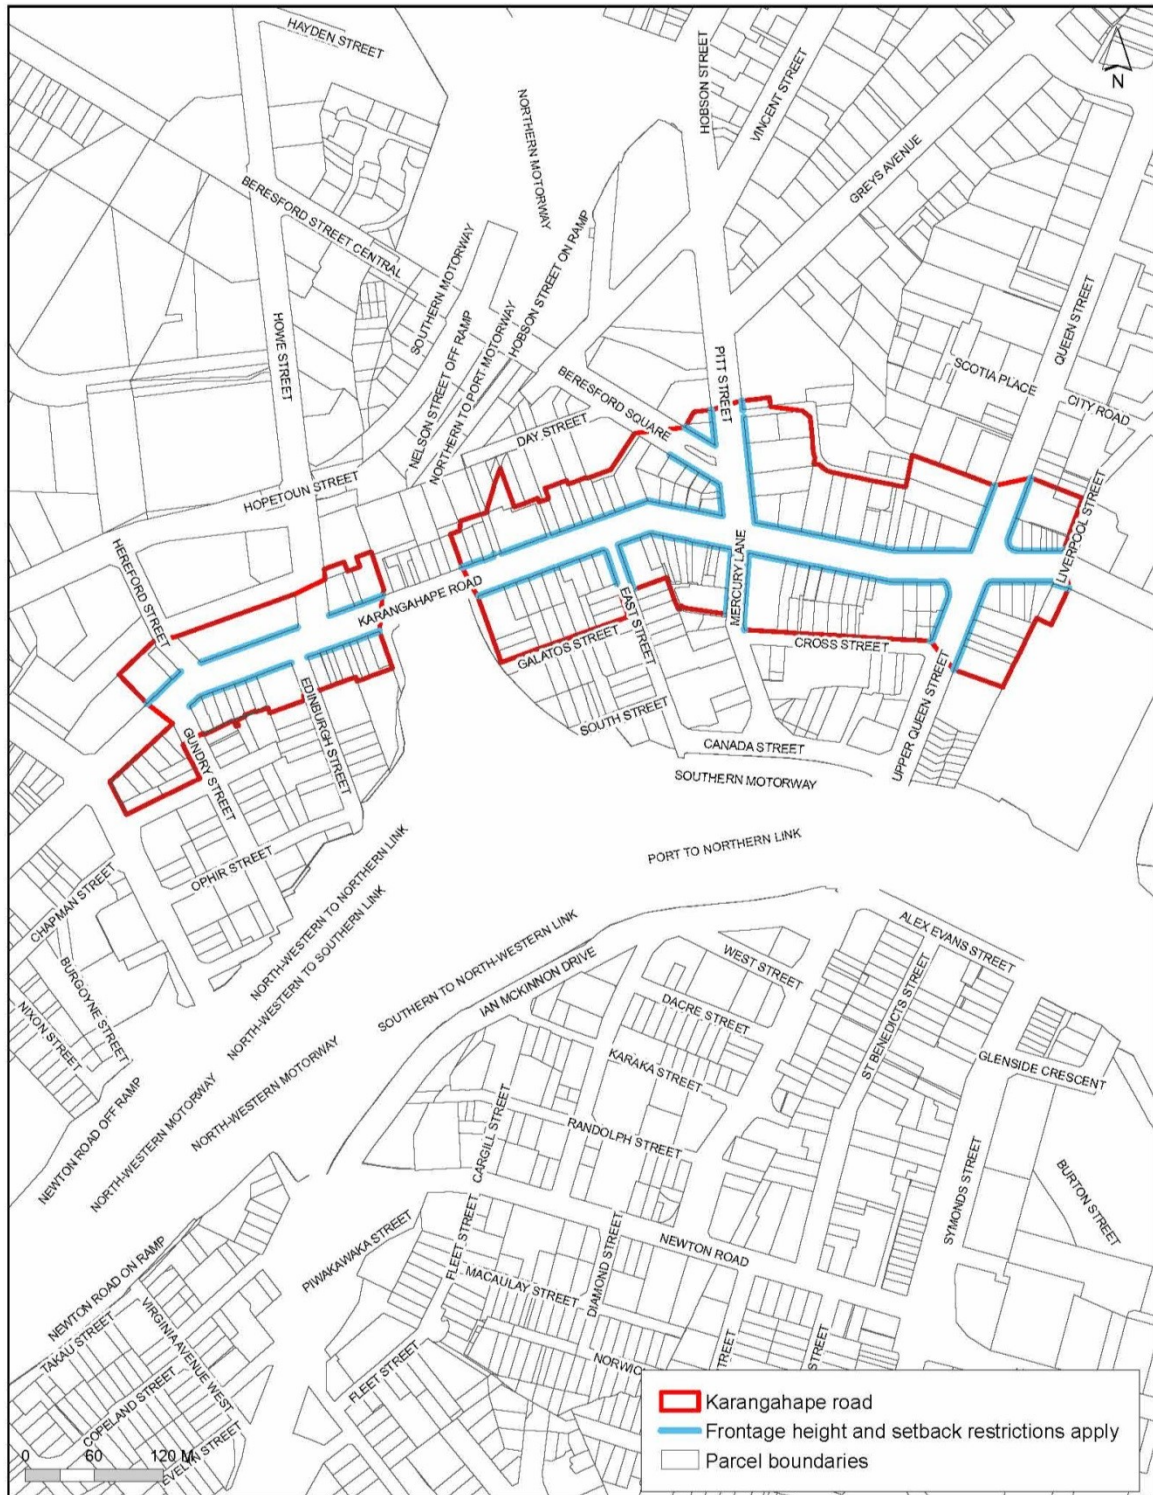 HAYDEN STREET
HOBSON STREET
VINCENT STREET
N
NORTHERN MOTORWAY
GREYS AVENUE
BERESFORD STREET CENTRAL
SOUTHERN MOTORWAY
HOBSON STREET ON RAMP
QUEEN STREET
HOWE STREET
NELSON STREET OFF RAMP
NORTHERN TO PORT MOTORWAY
PITT STREET
SCOTIA PLACE
BERESFORD SQUARE
CITY ROAD
DAY STREET
HOPETOUN STREET
LIVERPOOL STREET
HEREFORD STREET
MERCURY LANE
KARANGAHAPE ROAD
EAST STREET
GALATOS STREET
CROSS STREET
EDINBURGH STREET
SOUTH STREET
UPPER QUEEN STREET
GUNDRY STREET
CANADA STREET
SOUTHERN MOTORWAY
PORT TO NORTHERN LINK
OPHIR STREET
CHAPMAN STREET
NORTH-WESTERN TO NORTHERN LINK
NORTH-WESTERN TO SOUTHERN LINK
ALEX EVANS STREET
BURGOYNE STREET
SOUTHERN TO NORTH-WESTERN LINK
IAN MCKINNON DRIVE
WEST STREET
ST BENEDICTS STREET
NIXON STREET
DACRE STREET
KARAKA STREET
GLENSIDE CRESCENT
NEWTON ROAD OFF RAMP
NORTH-WESTERN MOTORWAY
NORTH-WESTERN MOTORWAY
CARGILL STREET
RANDOLPH STREET
SYMONDS STREET
BURTON STREET
PIWAKAWAKA STREET
FLEET STREET
DIAMOND STREET
NEWTON ROAD
NEWTON ROAD ON RAMP
MACAULAY STREET
TAKAU STREET
VIRGINIA AVENUE WEST
NORWIC
STREET
STREET
FLEET STREET
COPELAND STREET
EVELYN STREET
0 60 120 M
Karangahape road
Frontage height and setback restrictions apply
Parcel boundaries